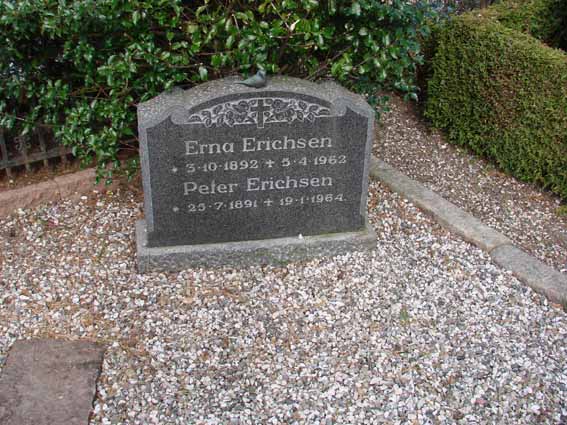 Erna Erichsen
* 3-10-1892 + 5-4 1962
Peter Erichsen
* 25-7-1891 + 19-1-1964.